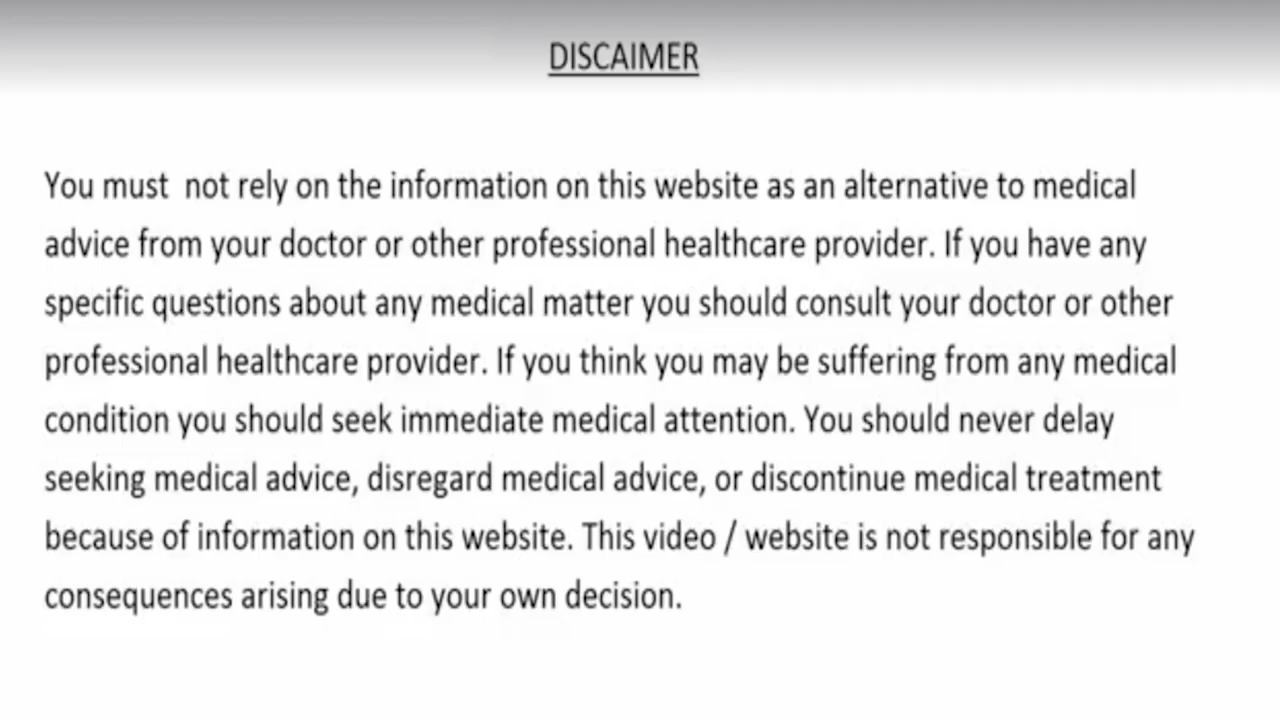 DISCAIMER
You must  not rely on the information on this website as an alternative to medical
advice from your doctor or other professional healthcare provider. If you have any
specific questions about any medical matter you should consult your doctor or other
professional healthcare provider. If you think you may be suffering from any medical
condition you should seek immediate medical attention. You should never delay
seeking medical advice, disregard medical advice, or discontinue medical treatment
because of information on this website. This video / website is not responsible for any
consequences arising due to your own decision.